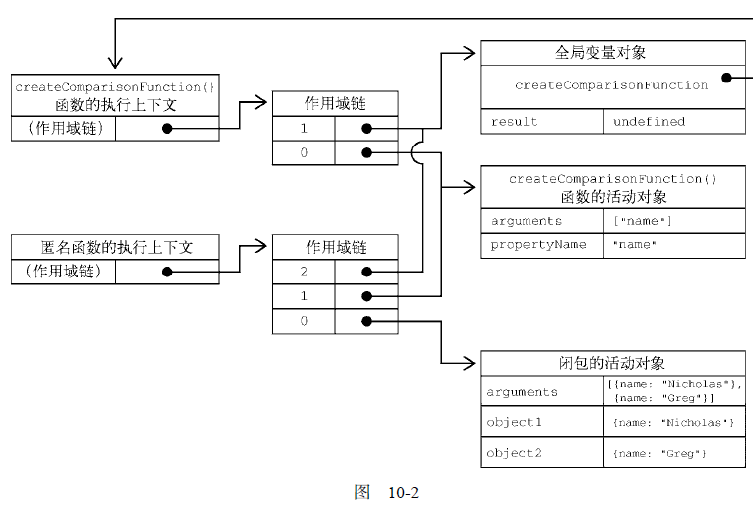 全局变量对象
createComparisonFunction
result undefined
createComparisonFunction()
函数的执行上下文
(作用域链)
作用域链
1
0
createComparisonFunction()
函数的活动对象
arguments ["name"]
propertyName "name"
匿名函数的执行上下文
(作用域链)
作用域链
2
1
0
闭包的活动对象
arguments [{name: "Nicholas"},
{name: "Greg"}]
object1 {name: "Nicholas"}
object2 {name: "Greg"}
图 10-2